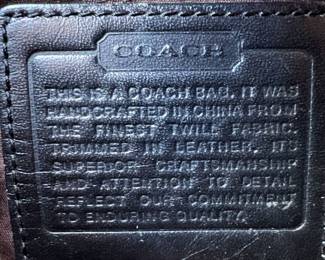 COACH
THIS IS A COACH BAG. IT WAS
HANDCRAFTED IN CHINA FROM
THE FINEST TWILL FABRIC.
TRIMMED IN LEATHER. ITS
SUPERIOR CRAFTSMANSHIP
AND ATTENTION TO DETAIL
REFLECT OUR COMMITMENT
TO ENDURING QUALITY.